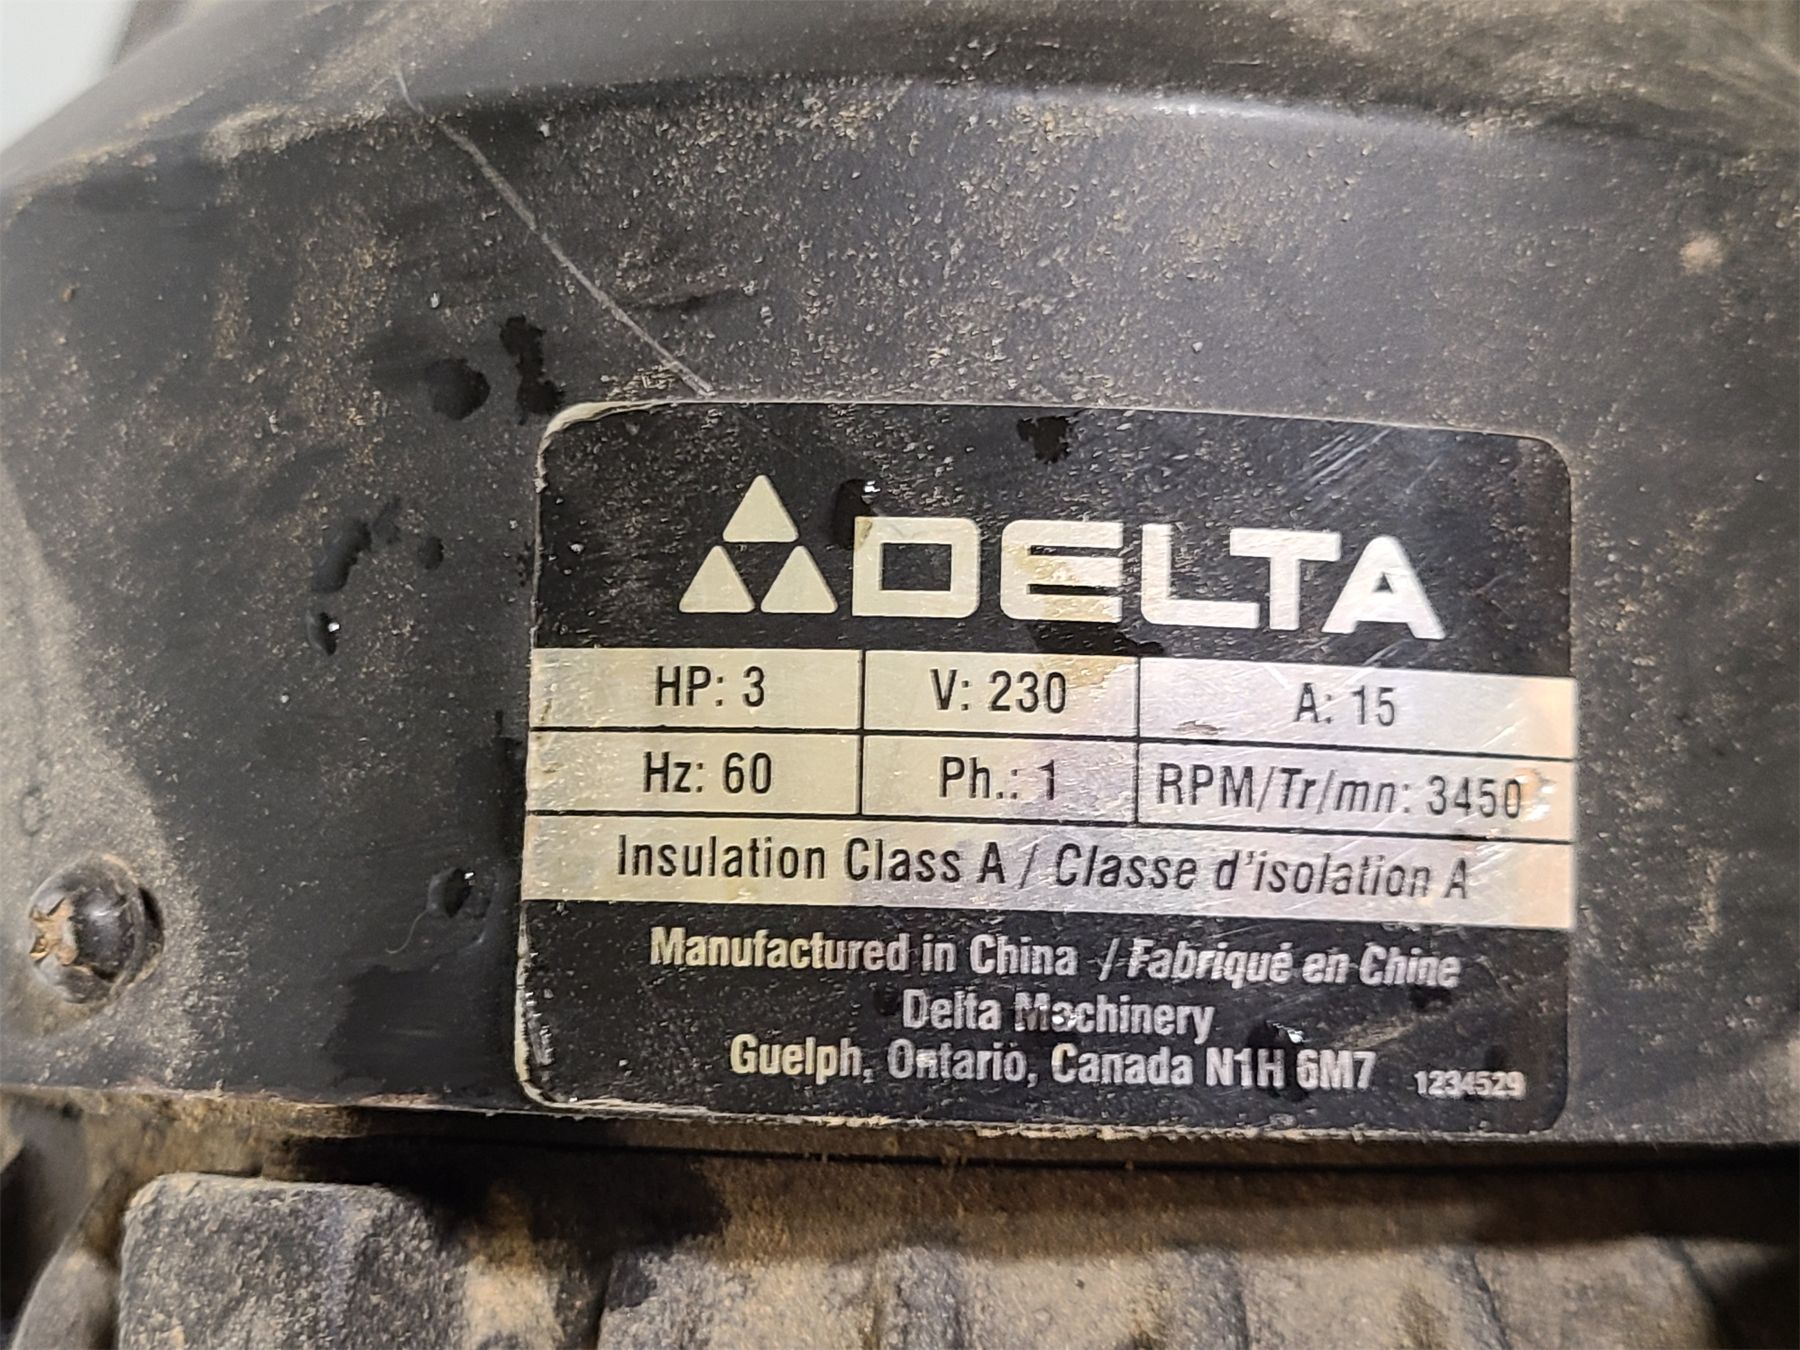 DELTA
HP: 3 V: 230 A: 15
Hz: 60 Ph.: 1 RPM/Tr/mn: 3450
Insulation Class A / Classe d'isolation A
Manufactured in China / Fabriqué en Chine
Delta Machinery
Guelph, Ontario, Canada N1H 6M7 1234529